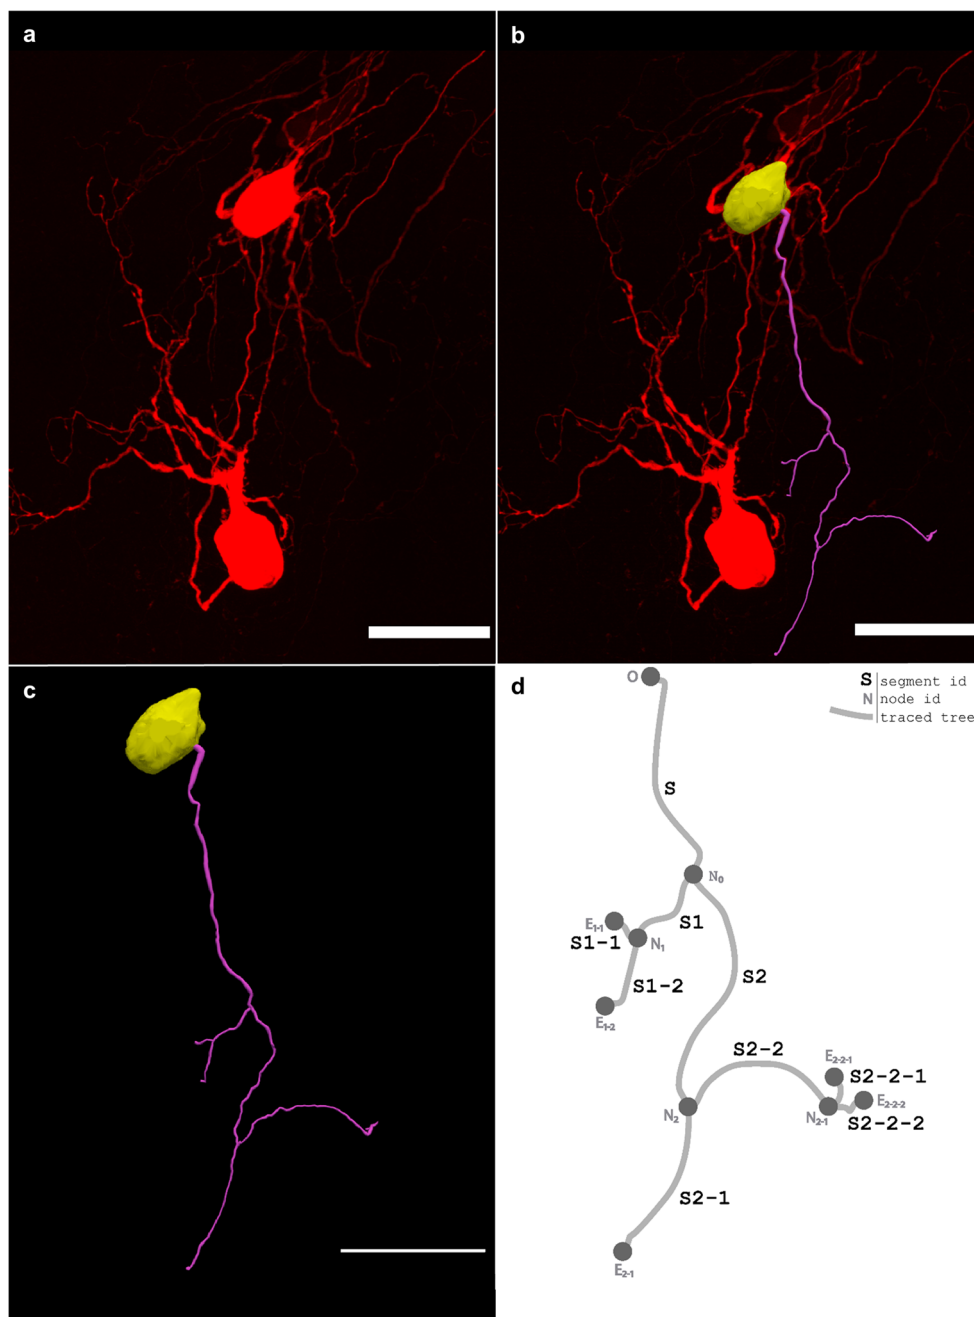 a
b
c
d
S segment id
N node id
traced tree
O
S
N₀
S1
E₁₋₁
S1-1
N₁
S1-2
S2
E₁₋₂
S2-2
E₂₋₂₋₁
S2-2-1
E₂₋₂₋₂
N₂
N₂₋₁
S2-2-2
S2-1
E₂₋₁